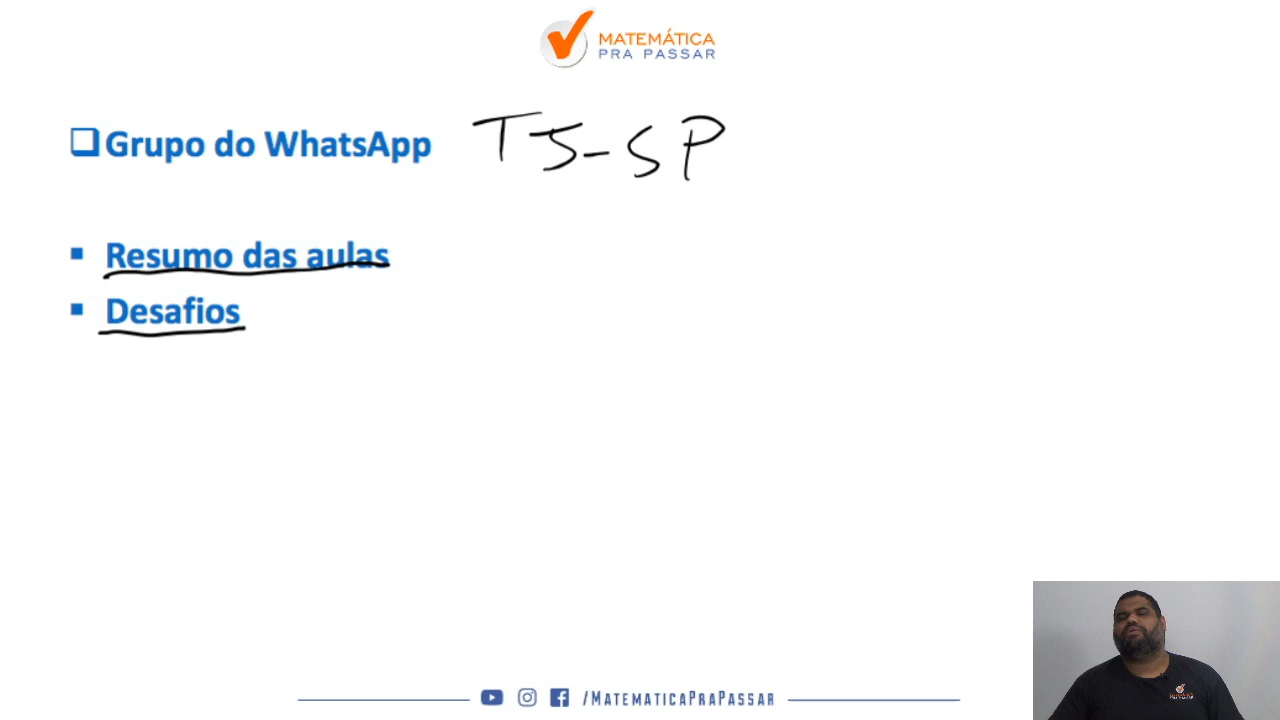 MATEMÁTICA
PRA PASSAR
Grupo do WhatsApp TJ-SP
Resumo das aulas
Desafios
/MATEMATICAPRAPASSAR